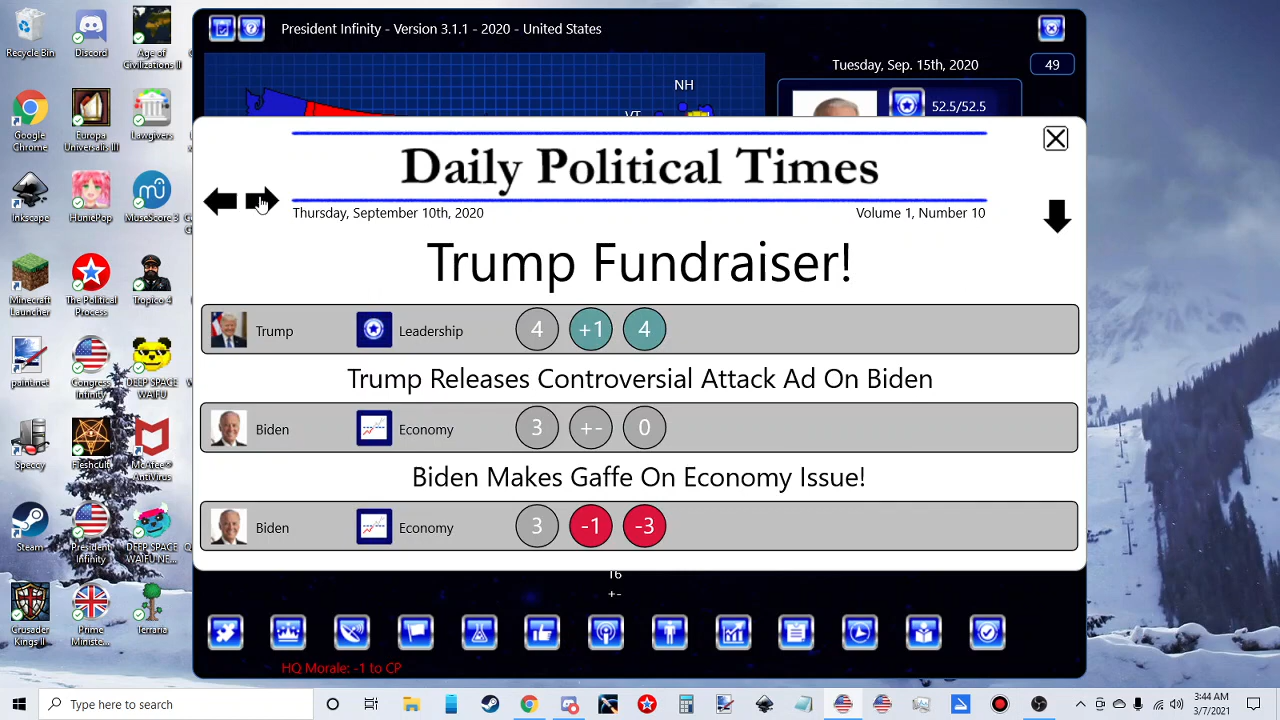 Recycle Bin
Discord
Age of Civilizations II
Google Chrome
Europa Universalis III
Lawgivers
Inkscape
HuniePop
MuseScore 3
Minecraft Launcher
The Political Process
Tropico 4
paint.net
Congress Infinity
DEEP SPACE WAIFU
Speccy
Fleshcult
McAfee® AntiVirus
Steam
President Infinity
DEEP SPACE WAIFU NE...
Crusader Kings II
Prime Ministe...
Terraria
President Infinity - Version 3.1.1 - 2020 - United States
Tuesday, Sep. 15th, 2020
49
NH
VT
52.5/52.5
Daily Political Times
Thursday, September 10th, 2020
Volume 1, Number 10
Trump Fundraiser!
Trump Leadership 4 +1 4
Trump Releases Controversial Attack Ad On Biden
Biden Economy 3 +- 0
Biden Makes Gaffe On Economy Issue!
Biden Economy 3 -1 -3
16
+-
HQ Morale: -1 to CP
Type here to search
3:44 AM
3/7/2021